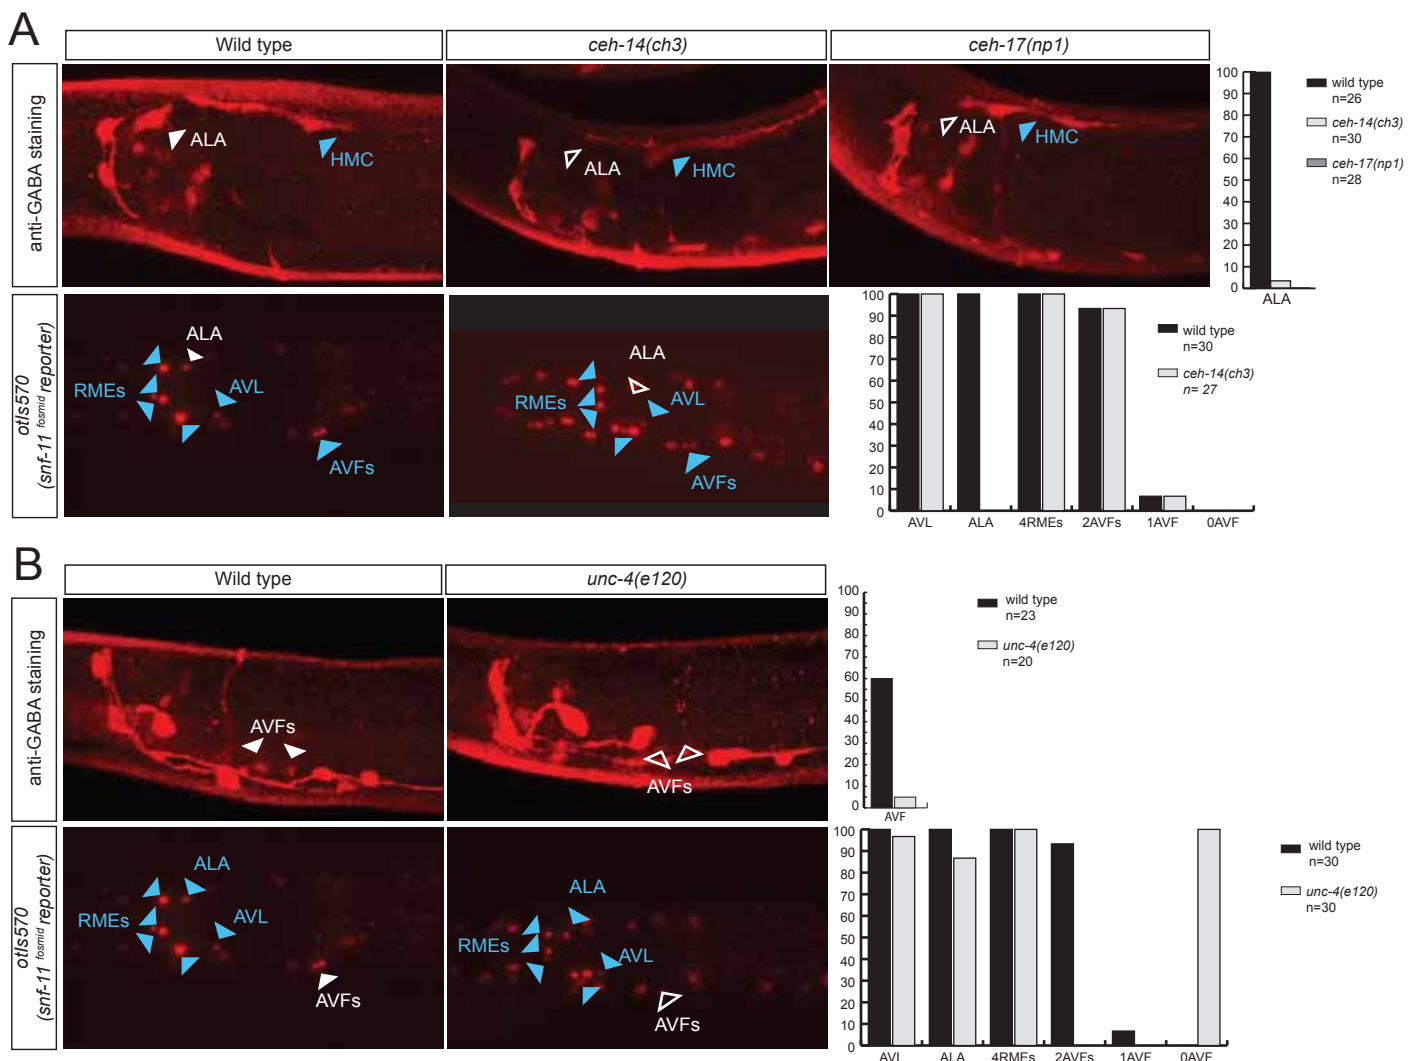 A
Wild type
ceh-14(ch3)
ceh-17(np1)
anti-GABA staining
ALA
HMC
ALA
HMC
ALA
HMC
100
90
80
70
60
50
40
30
20
10
0
ALA
wild type
n=26
ceh-14(ch3)
n=30
ceh-17(np1)
n=28
otIs570
(snf-11 fosmid reporter)
ALA
RMEs
AVL
AVFs
ALA
RMEs
AVL
AVFs
100
90
80
70
60
50
40
30
20
10
0
AVL ALA 4RMEs 2AVFs 1AVF 0AVF
wild type
n=30
ceh-14(ch3)
n= 27
B
Wild type
unc-4(e120)
anti-GABA staining
AVFs
AVFs
100
90
80
70
60
50
40
30
20
10
0
AVF
wild type
n=23
unc-4(e120)
n=20
otIs570
(snf-11 fosmid reporter)
ALA
RMEs
AVL
AVFs
ALA
RMEs
AVL
AVFs
100
90
80
70
60
50
40
30
20
10
0
AVL ALA 4RMEs 2AVFs 1AVF 0AVF
wild type
n=30
unc-4(e120)
n=30